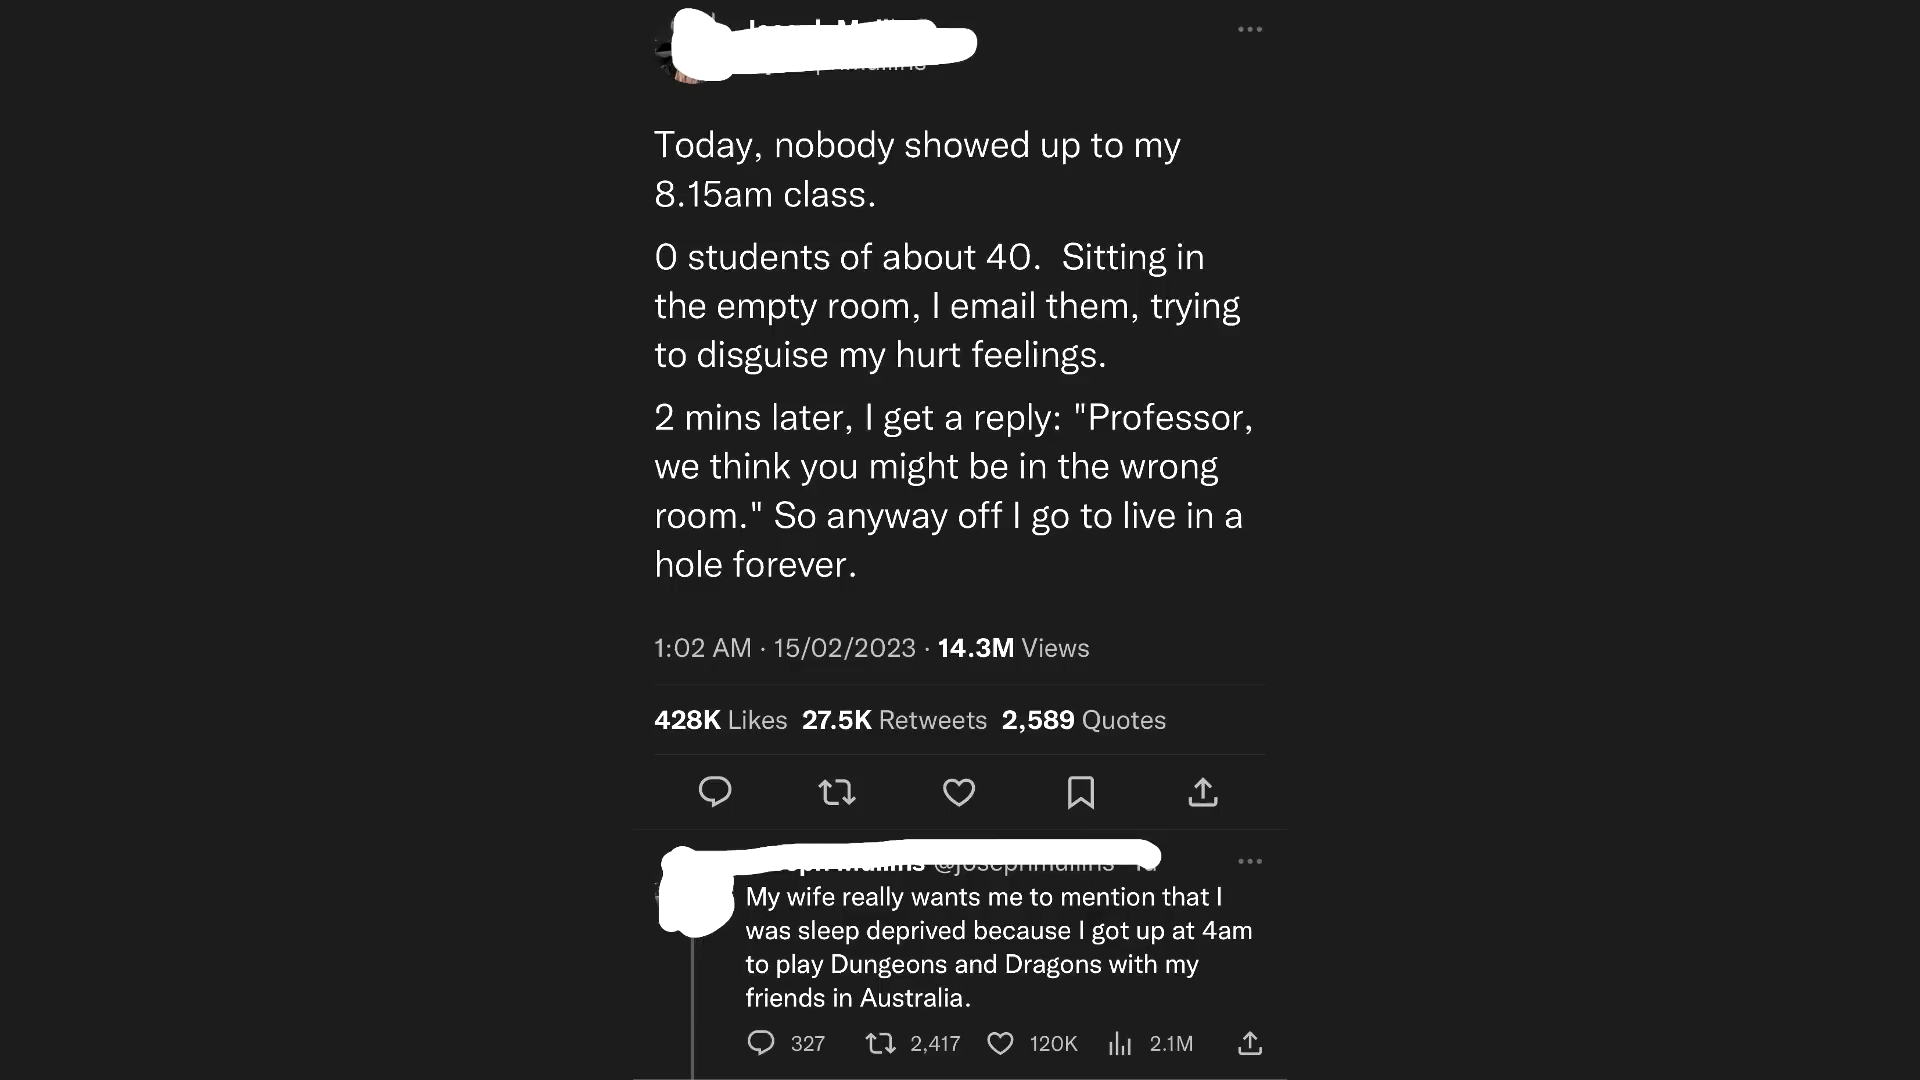 Today, nobody showed up to my
8.15am class.
0 students of about 40. Sitting in
the empty room, I email them, trying
to disguise my hurt feelings.
2 mins later, I get a reply: "Professor,
we think you might be in the wrong
room." So anyway off I go to live in a
hole forever.
1:02 AM · 15/02/2023 · 14.3M Views
428K Likes 27.5K Retweets 2,589 Quotes
My wife really wants me to mention that I
was sleep deprived because I got up at 4am
to play Dungeons and Dragons with my
friends in Australia.
327 2,417 120K 2.1M